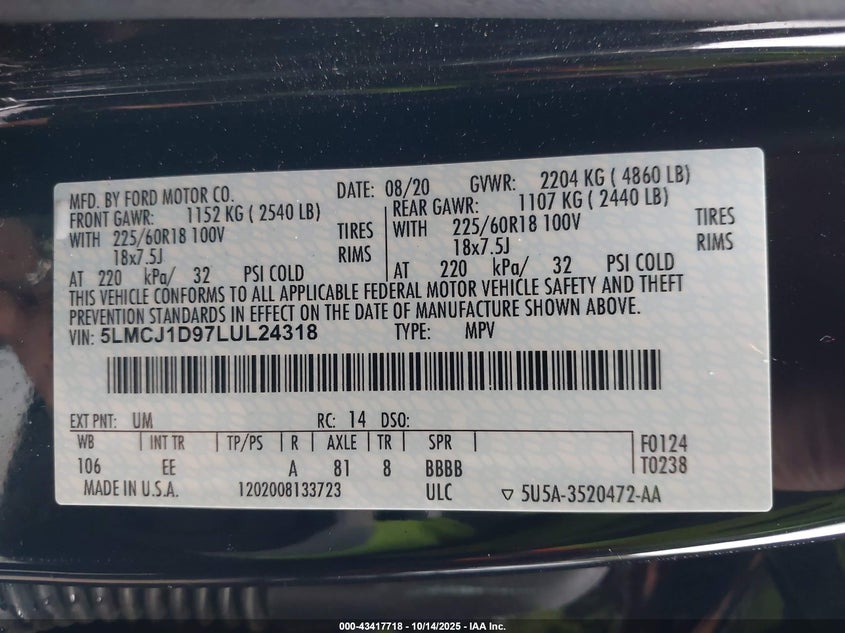 MFD. BY FORD MOTOR CO. DATE: 08/20 GVWR: 2204 KG ( 4860 LB)
FRONT GAWR: 1152 KG ( 2540 LB) REAR GAWR: 1107 KG ( 2440 LB)
WITH 225/60R18 100V TIRES WITH 225/60R18 100V TIRES
18x7.5J RIMS 18x7.5J RIMS
AT 220 kPa/ 32 PSI COLD AT 220 kPa/ 32 PSI COLD
THIS VEHICLE CONFORMS TO ALL APPLICABLE FEDERAL MOTOR VEHICLE SAFETY AND THEFT
PREVENTION STANDARDS IN EFFECT ON THE DATE OF MANUFACTURE SHOWN ABOVE.
VIN: 5LMCJ1D97LUL24318 TYPE: MPV
EXT PNT: UM RC: 14 DSO:
WB INT TR TP/PS R AXLE TR SPR F0124
106 EE A 81 8 BBBB T0238
MADE IN U.S.A. 1202008133723 ULC ▽ 5U5A-3520472-AA
000-43417718 - 10/14/2025 - IAA Inc.